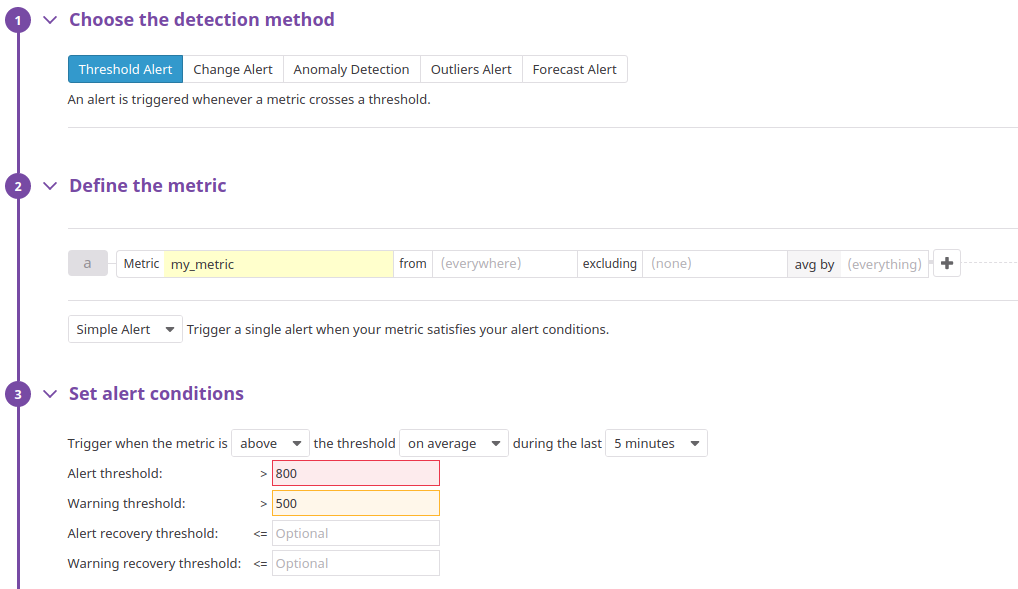 1 Choose the detection method
Threshold Alert Change Alert Anomaly Detection Outliers Alert Forecast Alert
An alert is triggered whenever a metric crosses a threshold.
2 Define the metric
a Metric my_metric from (everywhere) excluding (none) avg by (everything) +
Simple Alert Trigger a single alert when your metric satisfies your alert conditions.
3 Set alert conditions
Trigger when the metric is above the threshold on average during the last 5 minutes
Alert threshold: > 800
Warning threshold: > 500
Alert recovery threshold: <= Optional
Warning recovery threshold: <= Optional